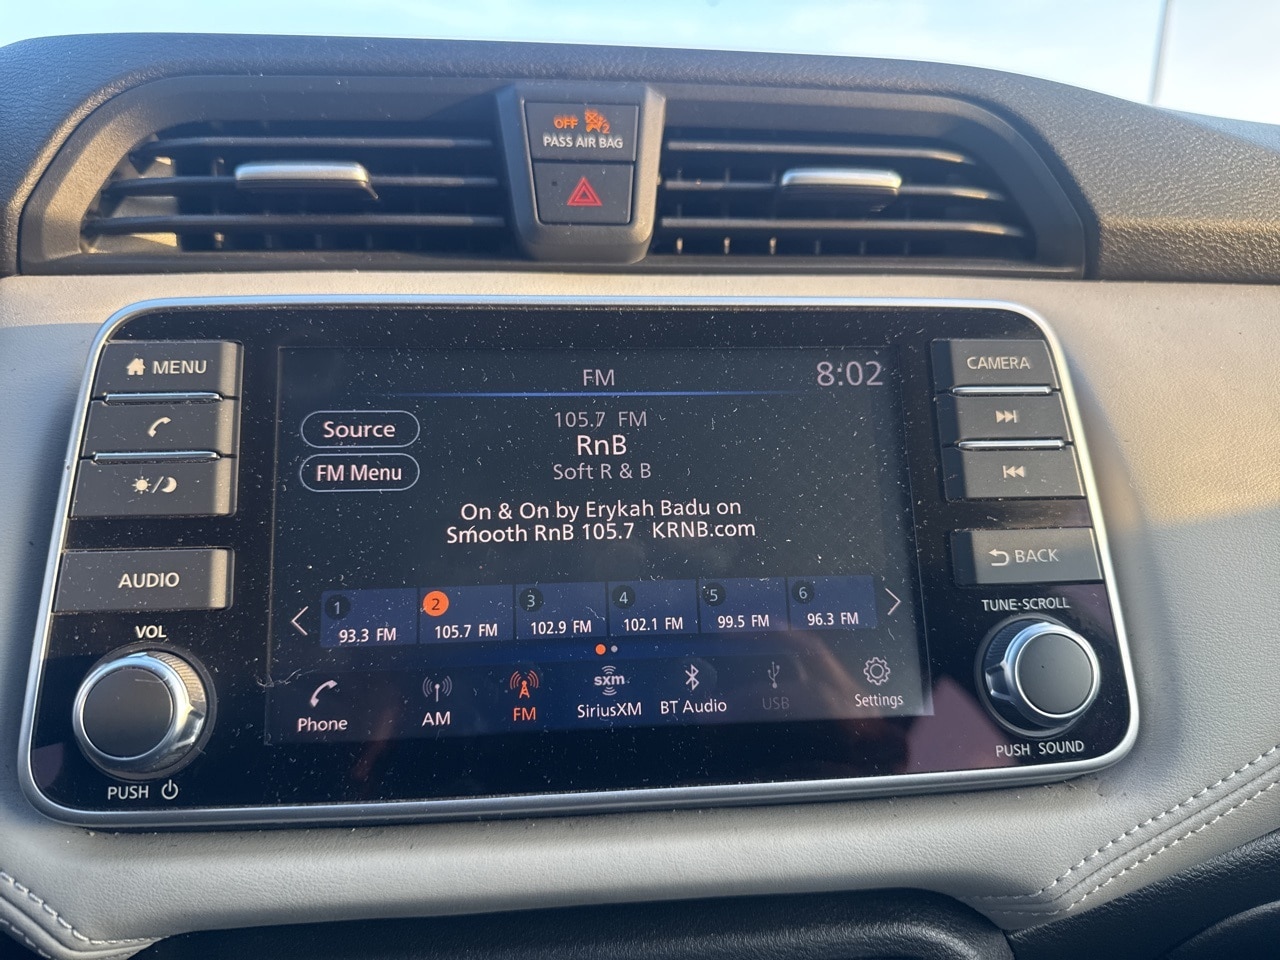 OFF 2
PASS AIR BAG
MENU
AUDIO
VOL
PUSH
FM
8:02
Source
FM Menu
105.7 FM
RnB
Soft R & B
On & On by Erykah Badu on
Smooth RnB 105.7 KRNB.com
1 93.3 FM
2 105.7 FM
3 102.9 FM
4 102.1 FM
5 99.5 FM
6 96.3 FM
Phone
AM
FM
sxm
SiriusXM
BT Audio
USB
Settings
CAMERA
BACK
TUNE·SCROLL
PUSH SOUND